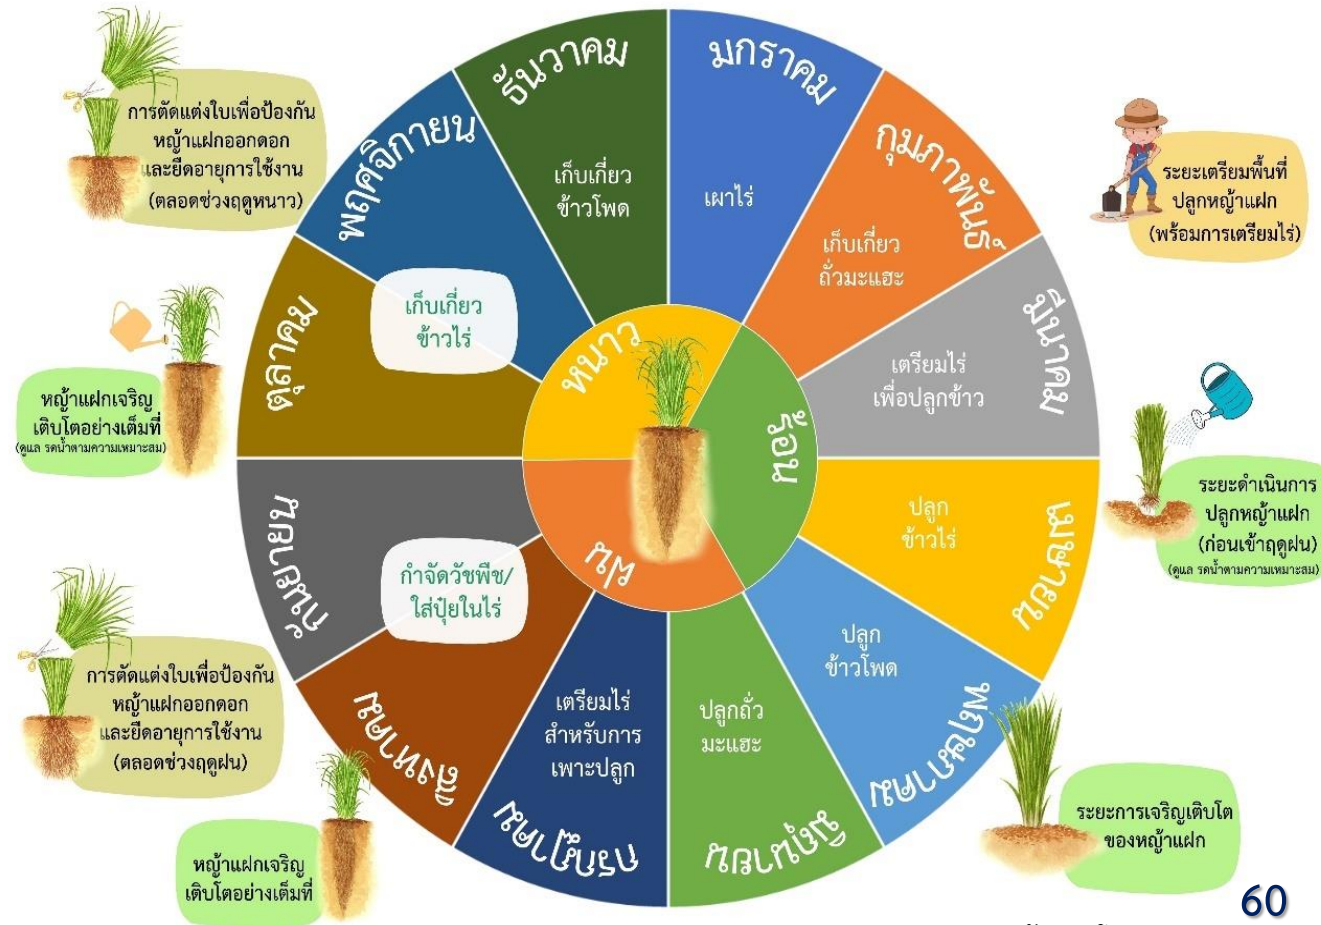 ธันวาคม
เก็บเกี่ยว
ข้าวโพด
มกราคม
เผาไร่
กุมภาพันธ์
เก็บเกี่ยว
ถั่วมะแฮะ
มีนาคม
เตรียมไร่
เพื่อปลูกข้าว
เมษายน
ปลูก
ข้าวไร่
พฤษภาคม
ปลูก
ข้าวโพด
มิถุนายน
ปลูกถั่ว
มะแฮะ
กรกฎาคม
เตรียมไร่
สำหรับการ
เพาะปลูก
สิงหาคม
กันยายน
กำจัดวัชพืช/
ใส่ปุ๋ยในไร่
ตุลาคม
พฤศจิกายน
เก็บเกี่ยว
ข้าวไร่
หนาว
ร้อน
ฝน
ระยะเตรียมพื้นที่
ปลูกหญ้าแฝก
(พร้อมการเตรียมไร่)
ระยะดำเนินการ
ปลูกหญ้าแฝก
(ก่อนเข้าฤดูฝน)
(ดูแล รดน้ำตามความเหมาะสม)
ระยะการเจริญเติบโต
ของหญ้าแฝก
หญ้าแฝกเจริญ
เติบโตอย่างเต็มที่
การตัดแต่งใบเพื่อป้องกัน
หญ้าแฝกออกดอก
และยืดอายุการใช้งาน
(ตลอดช่วงฤดูฝน)
หญ้าแฝกเจริญ
เติบโตอย่างเต็มที่
(ดูแล รดน้ำตามความเหมาะสม)
การตัดแต่งใบเพื่อป้องกัน
หญ้าแฝกออกดอก
และยืดอายุการใช้งาน
(ตลอดช่วงฤดูหนาว)
60